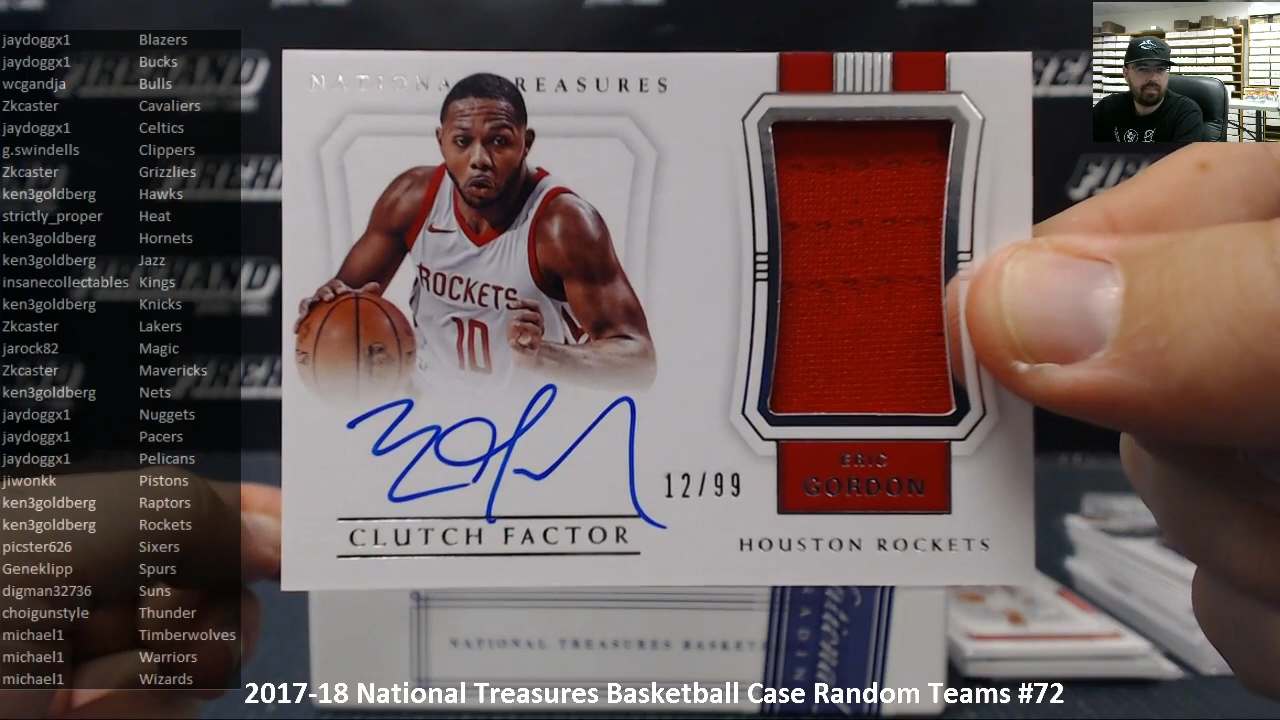 jaydoggx1 Blazers
jaydoggx1 Bucks
wcgandja Bulls
Zkcaster Cavaliers
jaydoggx1 Celtics
g.swindells Clippers
Zkcaster Grizzlies
ken3goldberg Hawks
strictly_proper Heat
ken3goldberg Hornets
ken3goldberg Jazz
insanecollectables Kings
ken3goldberg Knicks
Zkcaster Lakers
jarock82 Magic
Zkcaster Mavericks
ken3goldberg Nets
jaydoggx1 Nuggets
jaydoggx1 Pacers
jaydoggx1 Pelicans
jiwonkk Pistons
ken3goldberg Raptors
ken3goldberg Rockets
picster626 Sixers
Geneklipp Spurs
digman32736 Suns
choigunstyle Thunder
michael1 Timberwolves
michael1 Warriors
michael1 Wizards
NATIONAL TREASURES
ROCKETS
10
12/99
CLUTCH FACTOR
ERIC
GORDON
HOUSTON ROCKETS
NATIONAL TREASURES
2017-18 National Treasures Basketball Case Random Teams #72